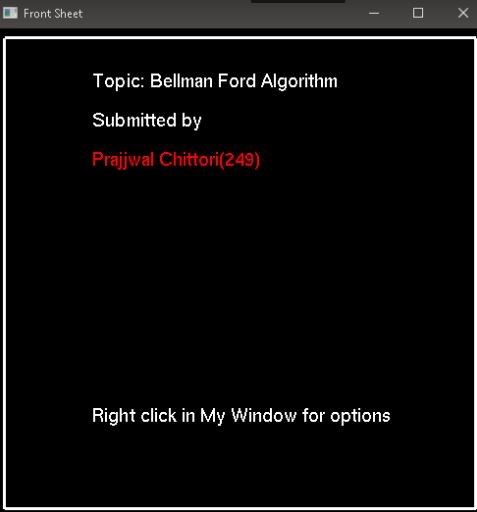 Front Sheet
Topic: Bellman Ford Algorithm
Submitted by
Prajjwal Chittori(249)
Right click in My Window for options